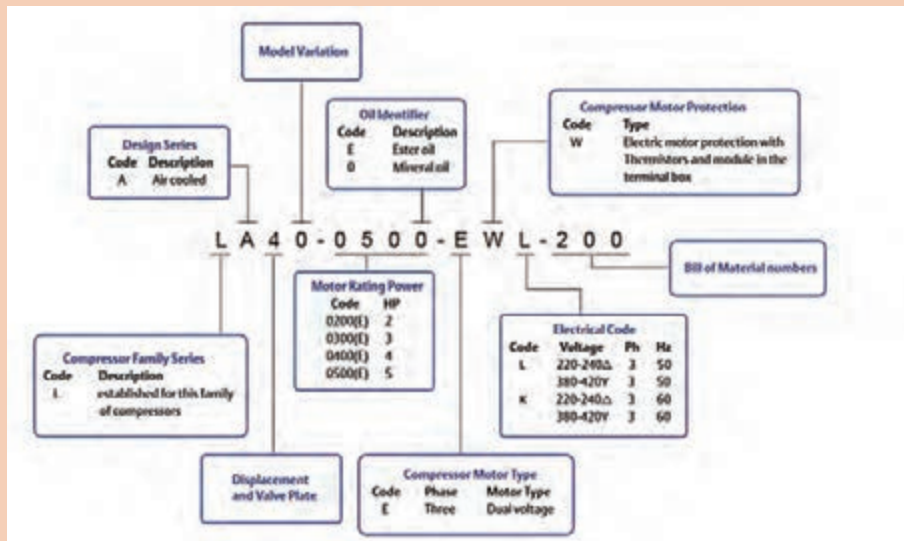 Model Variation
Oil Identifier
Code Description
E Ester oil
0 Mineral oil
Compressor Motor Protection
Code Type
W Electric motor protection with
Thermistors and module in the
terminal box
Design Series
Code Description
A Air cooled
L A 4 0 - 0 5 0 0 - E W L - 2 0 0
Bill of Material numbers
Motor Rating Power
Code HP
0200(E) 2
0300(E) 3
0400(E) 4
0500(E) 5
Electrical Code
Code Voltage Ph Hz
L 220-240Δ 3 50
380-420Y 3 50
K 220-240Δ 3 60
380-420Y 3 60
Compressor Family Series
Code Description
L established for this family
of compressors
Displacement
and Valve Plate
Compressor Motor Type
Code Phase Motor Type
E Three Dual voltage